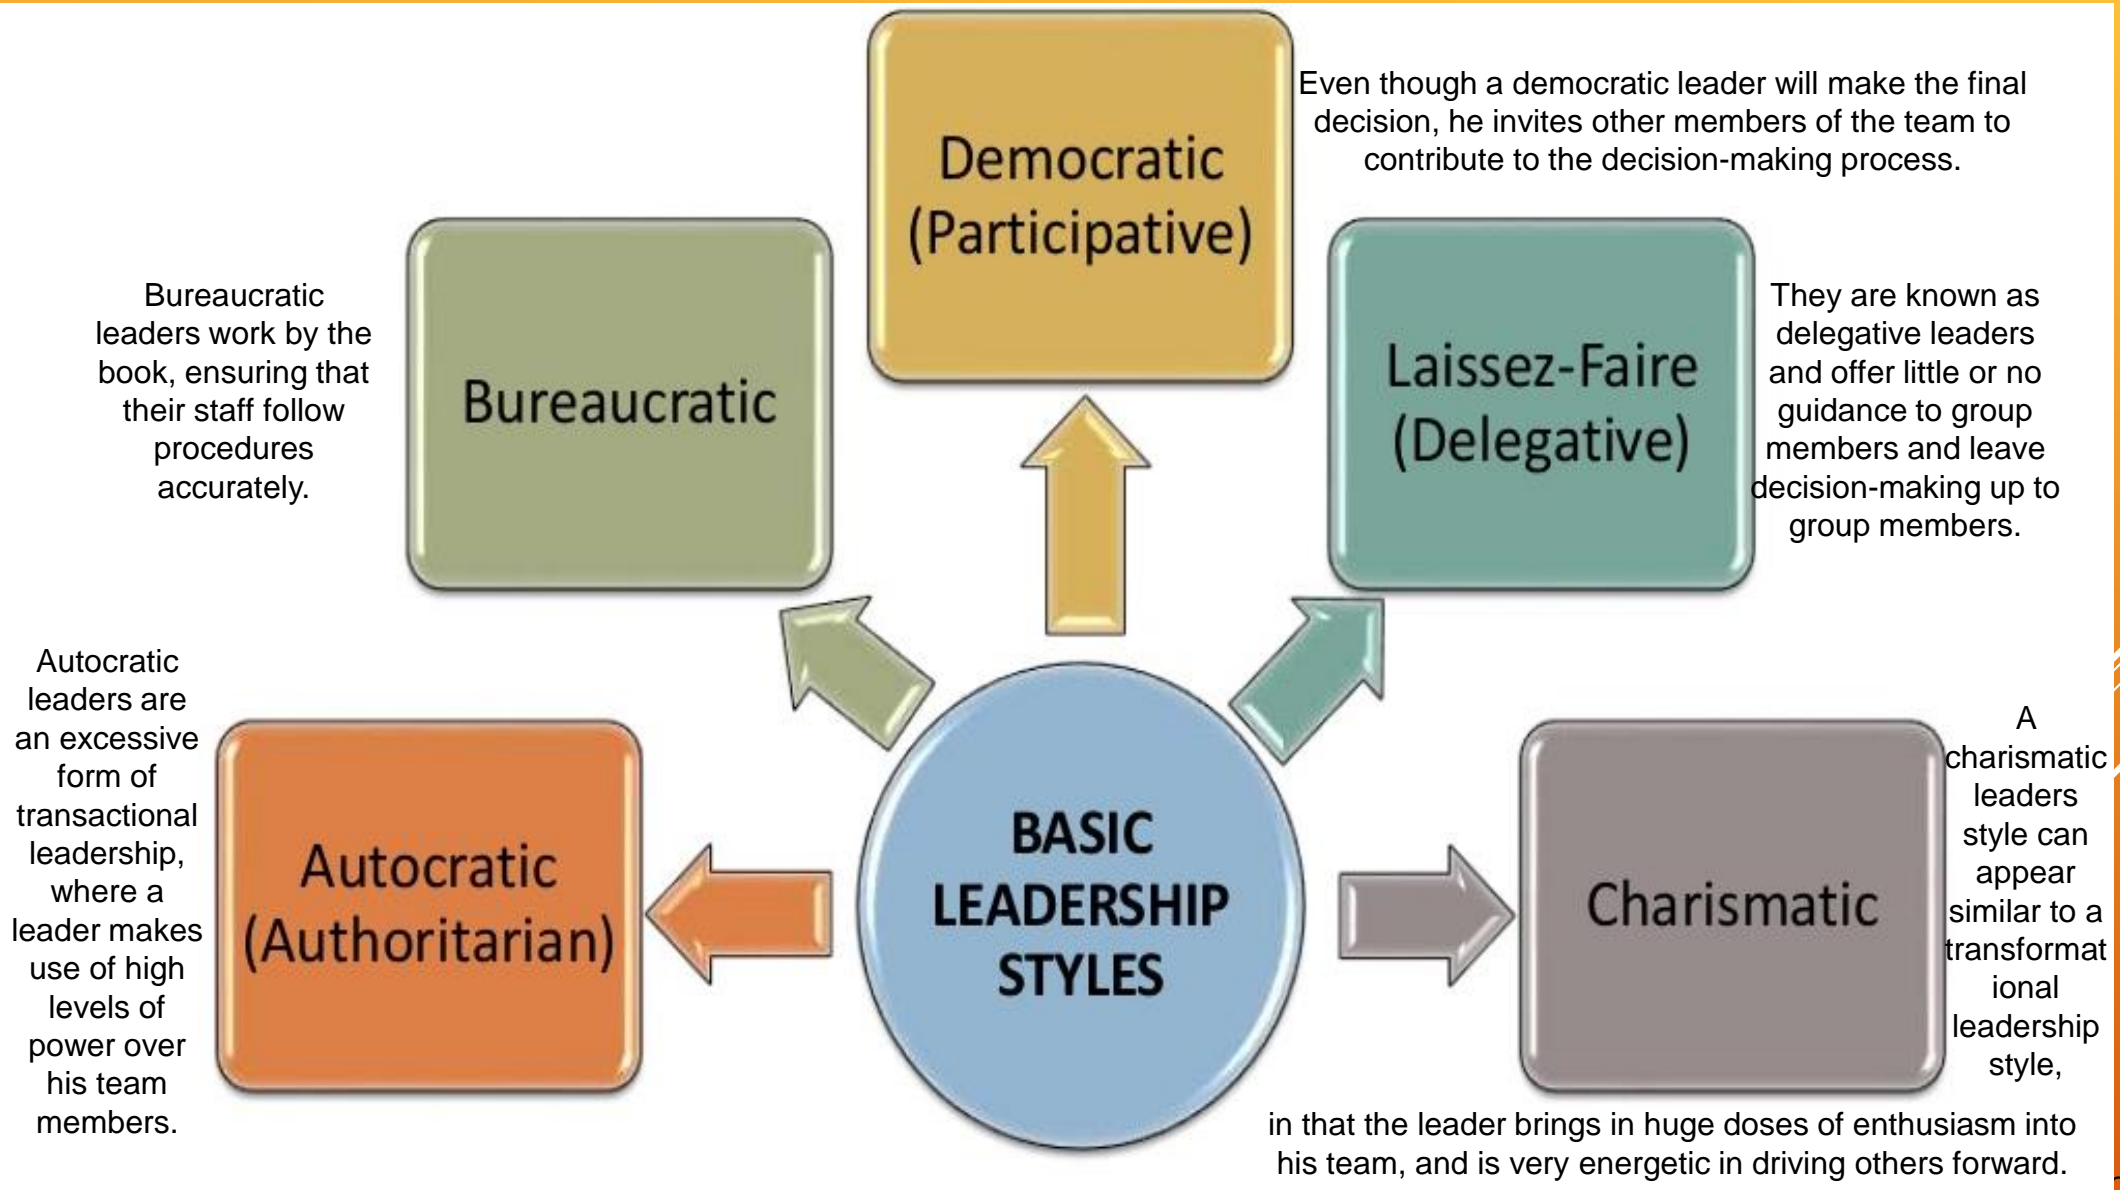 Democratic
(Participative)
Even though a democratic leader will make the final
decision, he invites other members of the team to
contribute to the decision-making process.
Bureaucratic
leaders work by the
book, ensuring that
their staff follow
procedures
accurately.
Bureaucratic
Laissez-Faire
(Delegative)
They are known as
delegative leaders
and offer little or no
guidance to group
members and leave
decision-making up to
group members.
Autocratic
leaders are
an excessive
form of
transactional
leadership,
where a
leader makes
use of high
levels of
power over
his team
members.
Autocratic
(Authoritarian)
BASIC
LEADERSHIP
STYLES
Charismatic
A
charismatic
leaders
style can
appear
similar to a
transformat
ional
leadership
style,
in that the leader brings in huge doses of enthusiasm into
his team, and is very energetic in driving others forward.